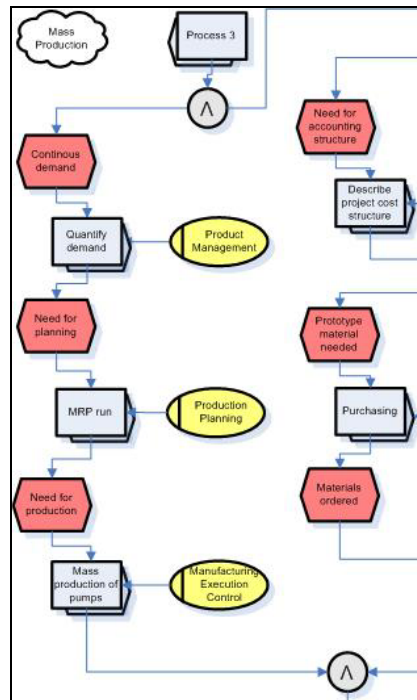 Mass
Production
Process 3
Λ
Continous
demand
Need for
accounting
structure
Describe
project cost
structure
Quantify
demand
Product
Management
Need for
planning
Prototype
material
needed
MRP run
Production
Planning
Purchasing
Need for
production
Materials
ordered
Mass
production of
pumps
Manufacturing
Execution
Control
Λ